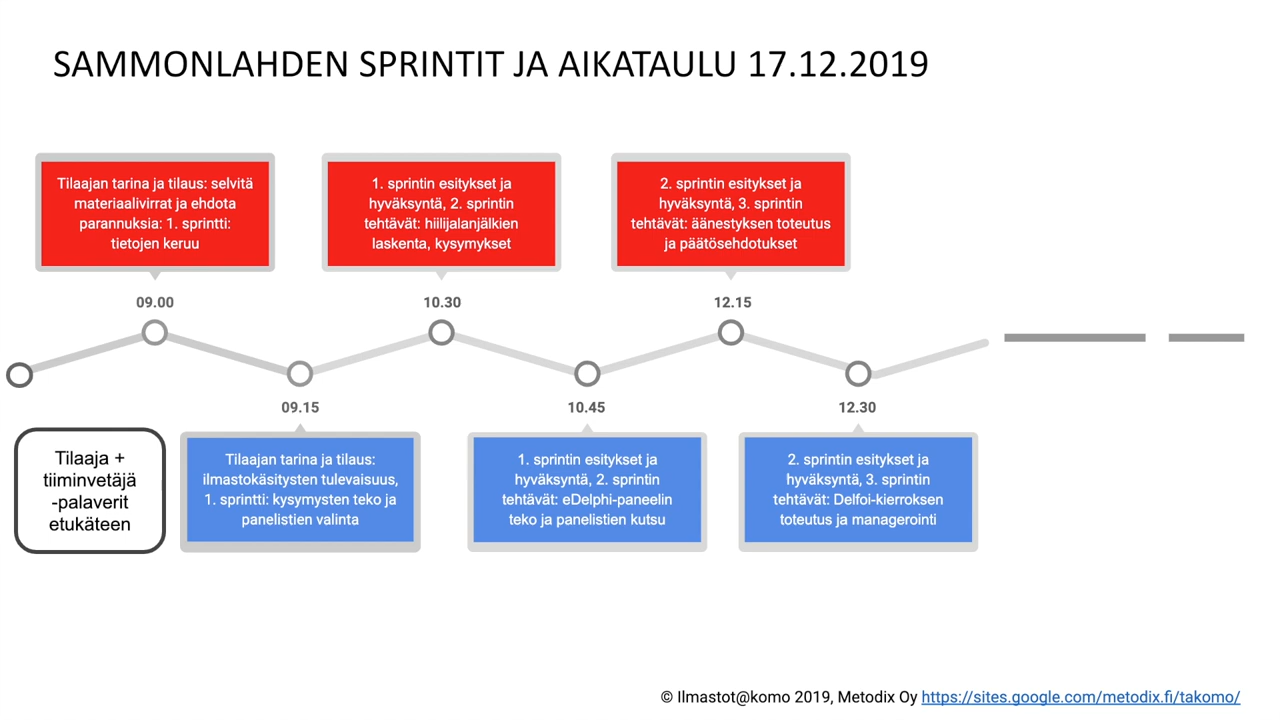 SAMMONLAHDEN SPRINTIT JA AIKATAULU 17.12.2019
Tilaajan tarina ja tilaus: selvitä
materiaalivirrat ja ehdota
parannuksia: 1. sprintti:
tietojen keruu
1. sprintin esitykset ja
hyväksyntä, 2. sprintin
tehtävät: hiilijalanjälkien
laskenta, kysymykset
2. sprintin esitykset ja
hyväksyntä, 3. sprintin
tehtävät: äänestyksen toteutus
ja päätösehdotukset
09.00
10.30
12.15
09.15
10.45
12.30
Tilaaja +
tiiminvetäjä
-palaverit
etukäteen
Tilaajan tarina ja tilaus:
ilmastokäsitysten tulevaisuus,
1. sprintti: kysymysten teko ja
panelistien valinta
1. sprintin esitykset ja
hyväksyntä, 2. sprintin
tehtävät: eDelphi-paneelin
teko ja panelistien kutsu
2. sprintin esitykset ja
hyväksyntä, 3. sprintin
tehtävät: Delfoi-kierroksen
toteutus ja managerointi
© Ilmastot@komo 2019, Metodix Oy https://sites.google.com/metodix.fi/takomo/